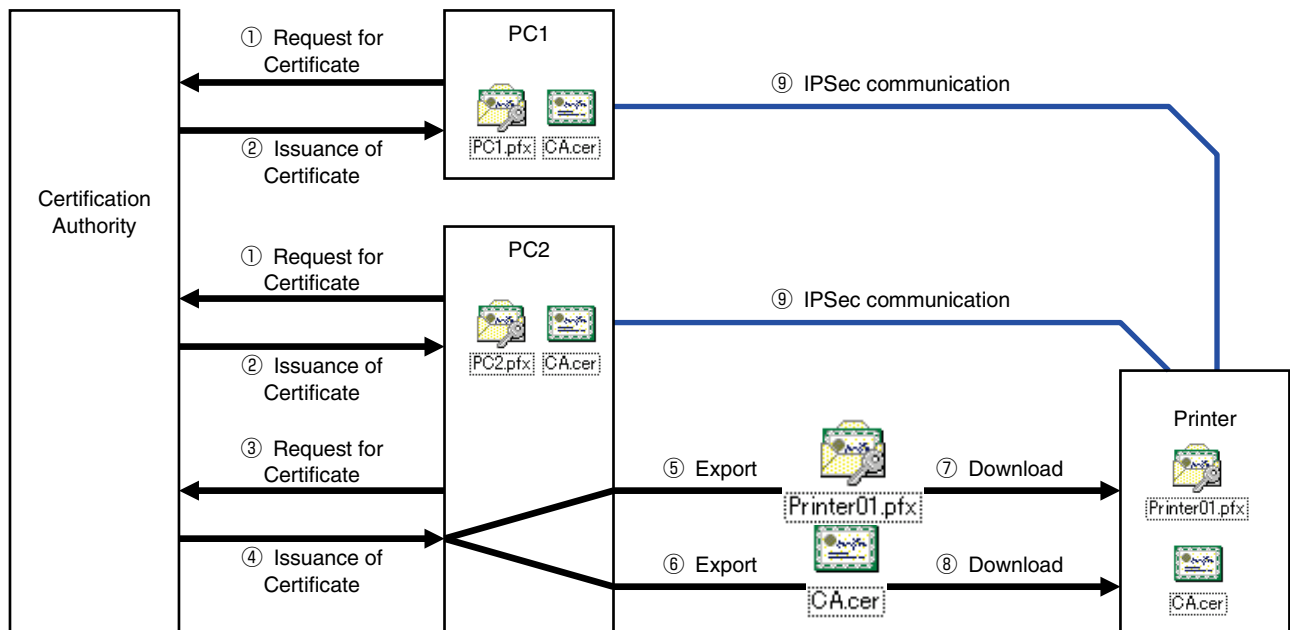 Certification
Authority
① Request for
Certificate
② Issuance of
Certificate
PC1
PC1.pfx
CA.cer
⑨ IPSec communication
① Request for
Certificate
② Issuance of
Certificate
PC2
PC2.pfx
CA.cer
⑨ IPSec communication
③ Request for
Certificate
④ Issuance of
Certificate
⑤ Export
Printer01.pfx
⑦ Download
⑥ Export
CA.cer
⑧ Download
Printer
Printer01.pfx
CA.cer